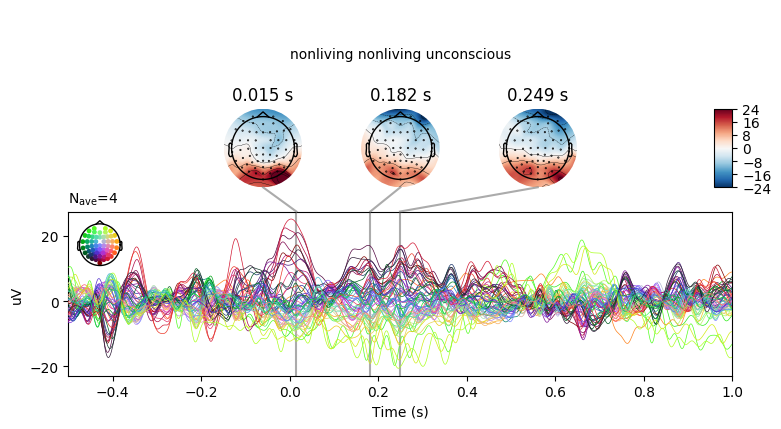 nonliving nonliving unconscious
0.015 s 0.182 s 0.249 s
24
16
8
0
−8
−16
−24
Nave=4
uV
20
0
−20
−0.4 −0.2 0.0 0.2 0.4 0.6 0.8 1.0
Time (s)